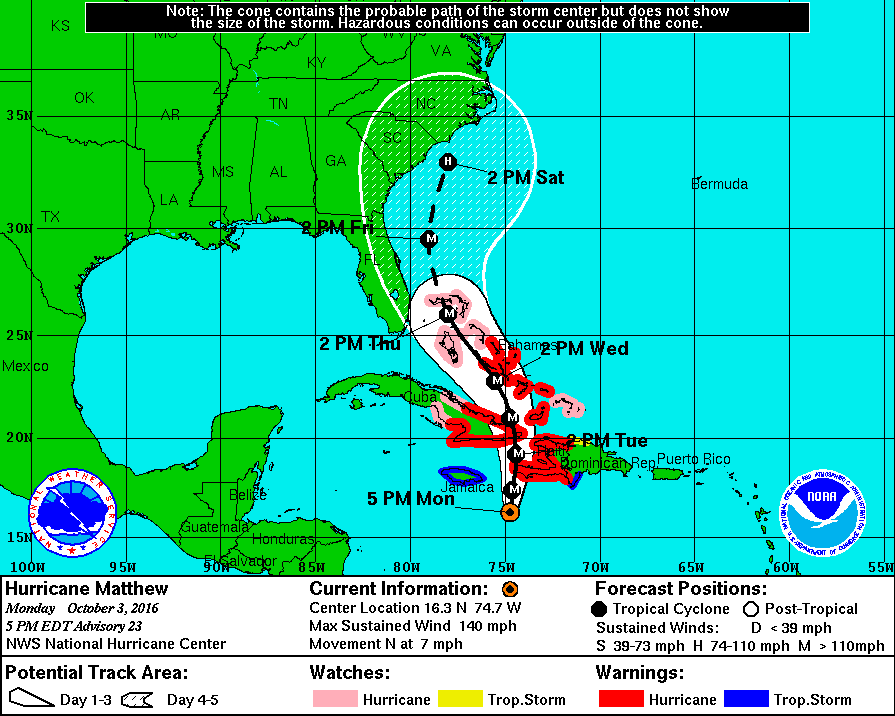 Note: The cone contains the probable path of the storm center but does not show
the size of the storm. Hazardous conditions can occur outside of the cone.
KS
MO
WV
VA
KY
OK
TN
NC
35N
AR
SC
MS
AL
GA
2 PM Sat
Bermuda
LA
TX
30N
2 PM Fri
FL
25N
2 PM Thu
Bahamas
2 PM Wed
Mexico
Cuba
20N
2 PM Tue
Haiti
Dominican Rep
Puerto Rico
Jamaica
5 PM Mon
Belize
NATIONAL WEATHER SERVICE
NOAA
Guatemala
Honduras
15N
El Salvador
100W 95W 90W 85W 80W 75W 70W 65W 60W 55W
H
M
M
M
M
M
M
Hurricane Matthew
Monday October 3, 2016
5 PM EDT Advisory 23
NWS National Hurricane Center
Current Information:
Center Location 16.3 N 74.7 W
Max Sustained Wind 140 mph
Movement N at 7 mph
Forecast Positions:
Tropical Cyclone Post-Tropical
Sustained Winds: D < 39 mph
S 39-73 mph H 74-110 mph M > 110mph
Potential Track Area:
Day 1-3 Day 4-5
Watches:
Hurricane Trop.Storm
Warnings:
Hurricane Trop.Storm